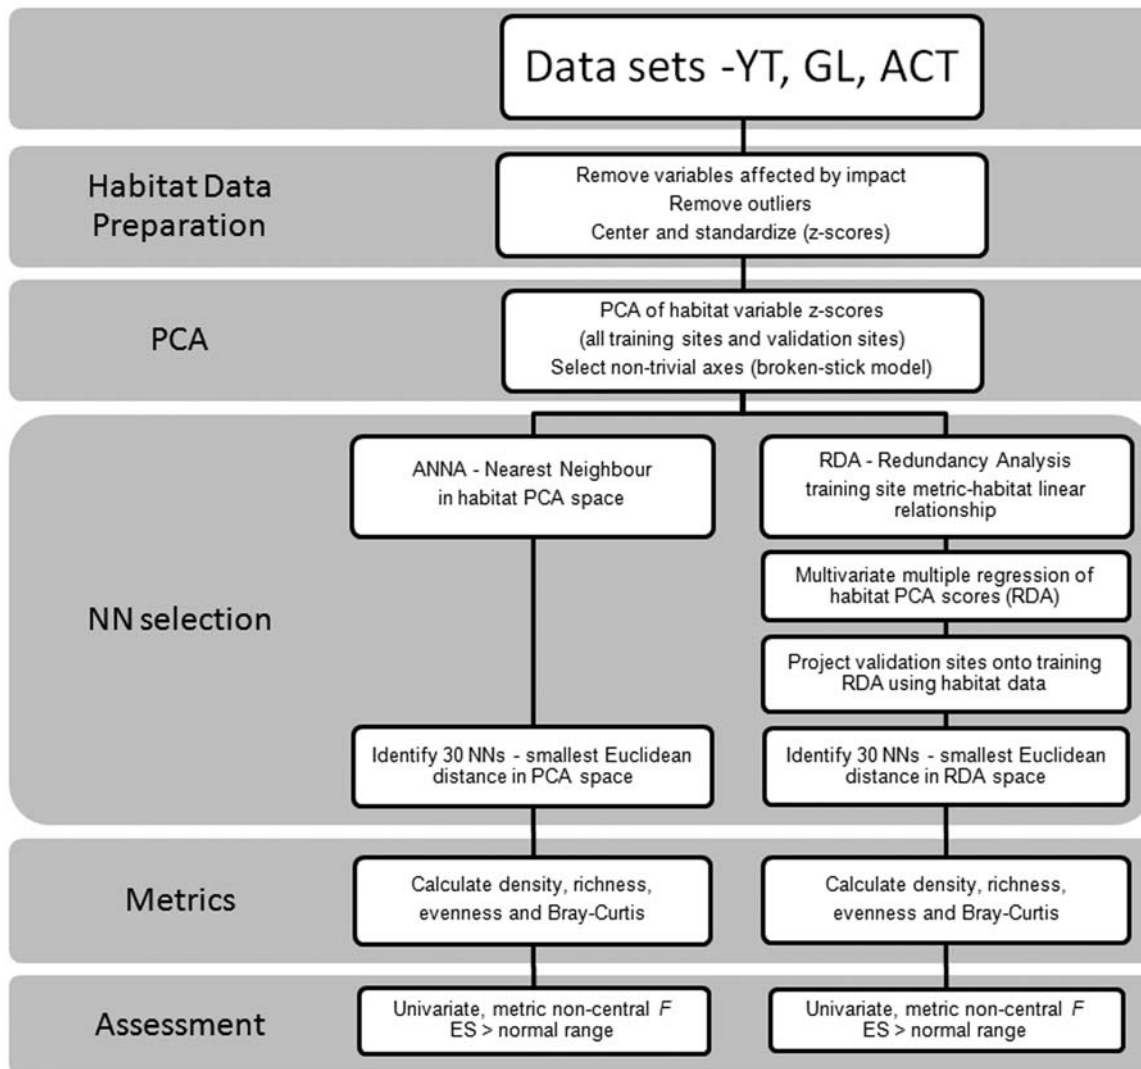 Data sets -YT, GL, ACT
Habitat Data
Preparation
Remove variables affected by impact
Remove outliers
Center and standardize (z-scores)
PCA
PCA of habitat variable z-scores
(all training sites and validation sites)
Select non-trivial axes (broken-stick model)
NN selection
ANNA - Nearest Neighbour
in habitat PCA space
Identify 30 NNs - smallest Euclidean
distance in PCA space
RDA - Redundancy Analysis
training site metric-habitat linear
relationship
Multivariate multiple regression of
habitat PCA scores (RDA)
Project validation sites onto training
RDA using habitat data
Identify 30 NNs - smallest Euclidean
distance in RDA space
Metrics
Calculate density, richness,
evenness and Bray-Curtis
Calculate density, richness,
evenness and Bray-Curtis
Assessment
Univariate, metric non-central F
ES > normal range
Univariate, metric non-central F
ES > normal range